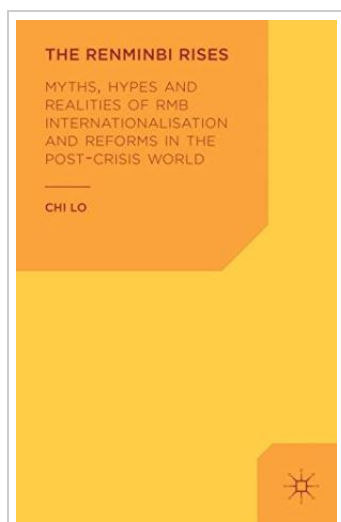 THE RENMINBI RISES
MYTHS, HYPES AND
REALITIES OF RMB
INTERNATIONALISATION
AND REFORMS IN THE
POST-CRISIS WORLD
CHI LO